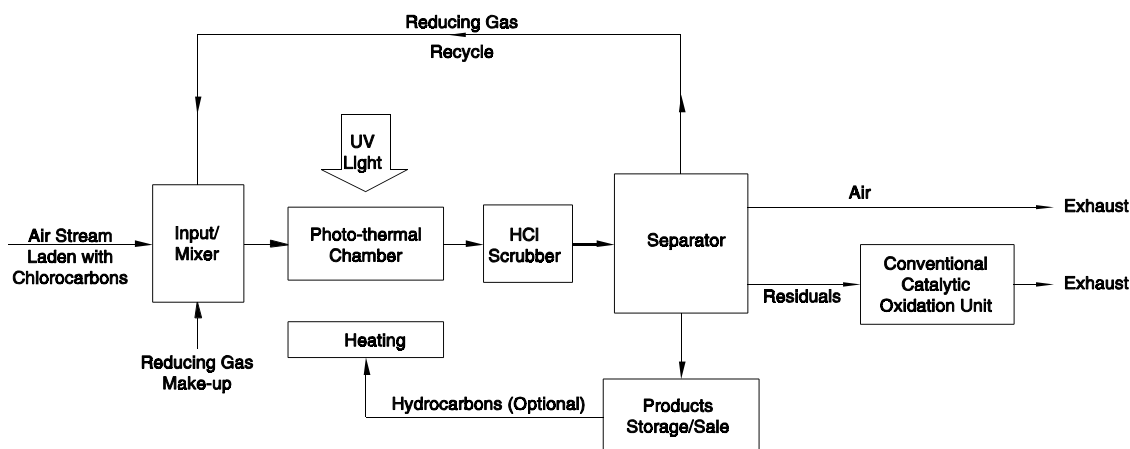 Reducing Gas
Recycle
UV
Light
Air Stream
Laden with
Chlorocarbons
Input/
Mixer
Photo-thermal
Chamber
HCl
Scrubber
Separator
Air
Exhaust
Residuals
Conventional
Catalytic
Oxidation Unit
Exhaust
Heating
Reducing Gas
Make-up
Hydrocarbons (Optional)
Products
Storage/Sale